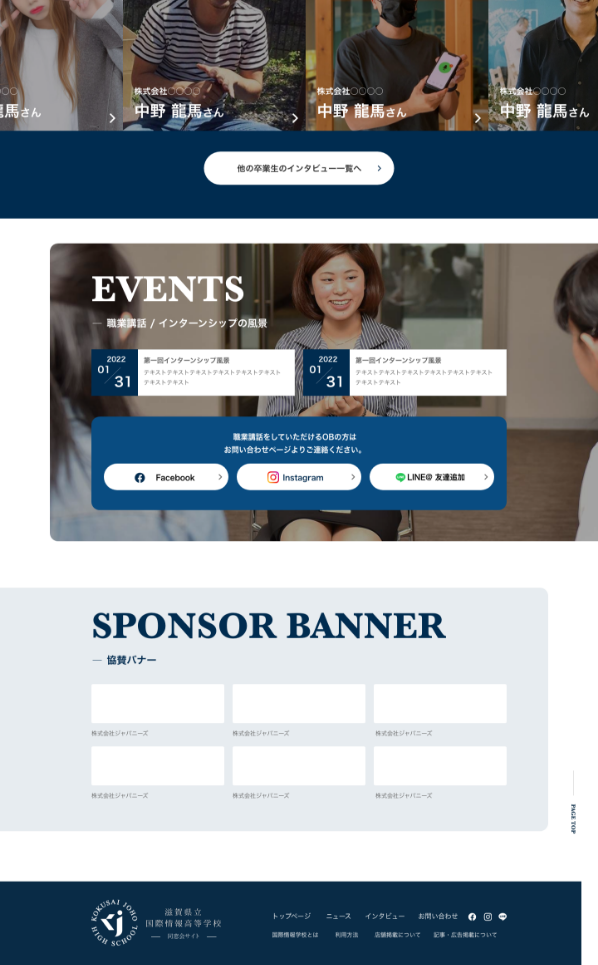 ○○
龍馬さん
株式会社○○○○
中野 龍馬さん
株式会社○○○○
中野 龍馬さん
株式会社○○○○
中野 龍馬さん
他の卒業生のインタビュー一覧へ
EVENTS
— 職業講話 / インターンシップの風景
2022
01
31
第一回インターンシップ風景
テキストテキストテキストテキストテキストテキスト
テキストテキスト
2022
01
31
第一回インターンシップ風景
テキストテキストテキストテキストテキストテキスト
テキストテキスト
職業講話をしていただけるOBの方は
お問い合わせページよりご連絡ください。
Facebook
Instagram
LINE@ 友達追加
SPONSOR BANNER
— 協賛バナー
株式会社ジャパニーズ
株式会社ジャパニーズ
株式会社ジャパニーズ
株式会社ジャパニーズ
株式会社ジャパニーズ
株式会社ジャパニーズ
PAGE TOP
KOKUSAI JOHO
HIGH SCHOOL
滋賀県立
国際情報高等学校
— 同窓会サイト —
トップページ ニュース インタビュー お問い合わせ
国際情報学校とは 利用方法 店舗掲載について 記事・広告掲載について